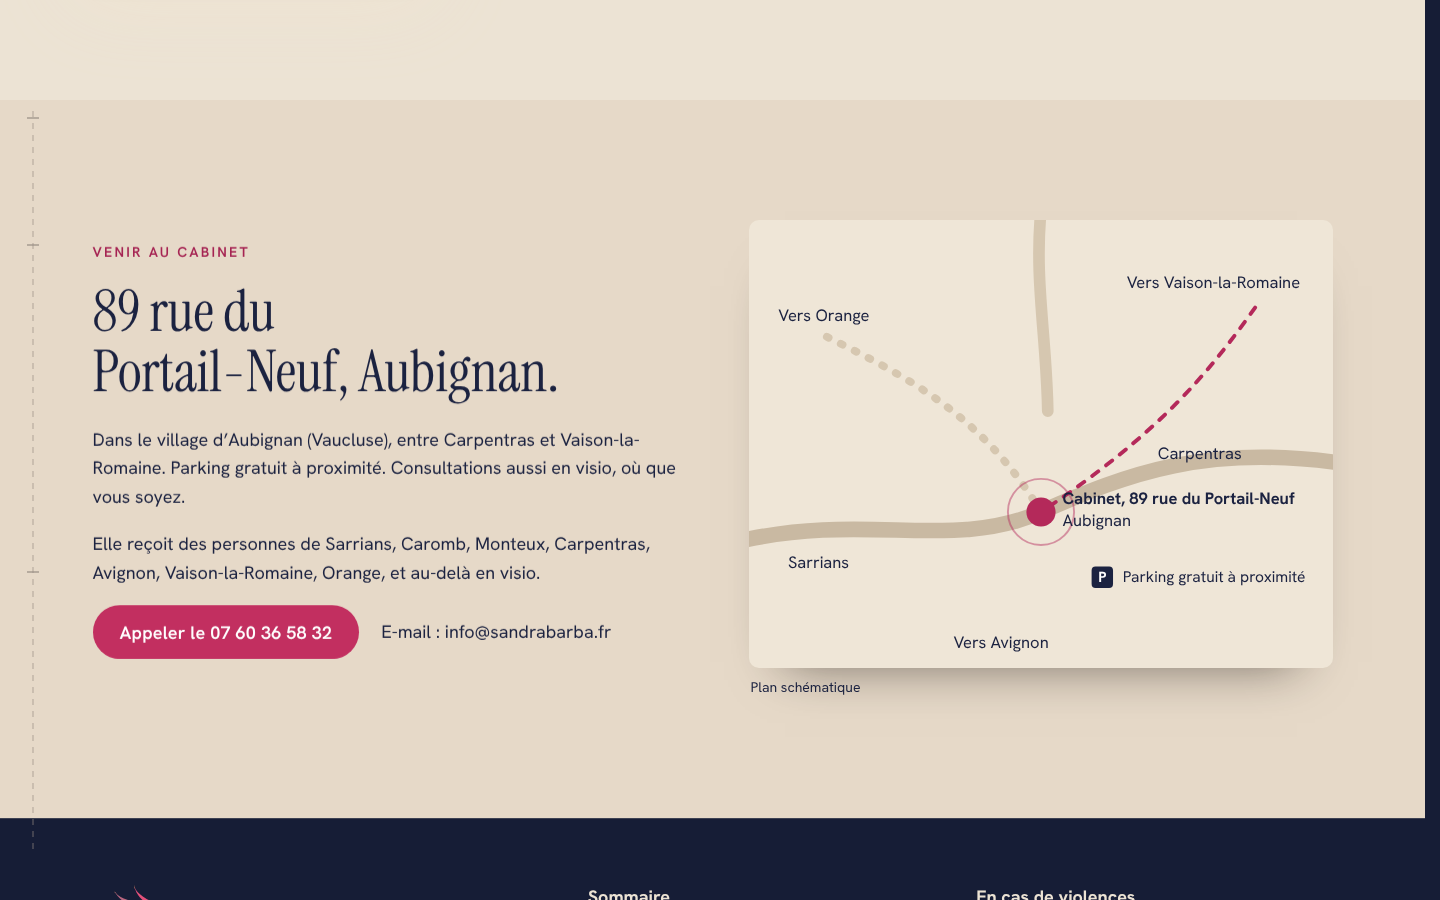 VENIR AU CABINET
89 rue du
Portail-Neuf, Aubignan.
Dans le village d’Aubignan (Vaucluse), entre Carpentras et Vaison-la-
Romaine. Parking gratuit à proximité. Consultations aussi en visio, où que
vous soyez.
Elle reçoit des personnes de Sarrians, Caromb, Monteux, Carpentras,
Avignon, Vaison-la-Romaine, Orange, et au-delà en visio.
Appeler le 07 60 36 58 32
E-mail : info@sandrabarba.fr
Vers Vaison-la-Romaine
Vers Orange
Carpentras
Cabinet, 89 rue du Portail-Neuf
Aubignan
Sarrians
P Parking gratuit à proximité
Vers Avignon
Plan schématique
Sommaire
En cas de violences